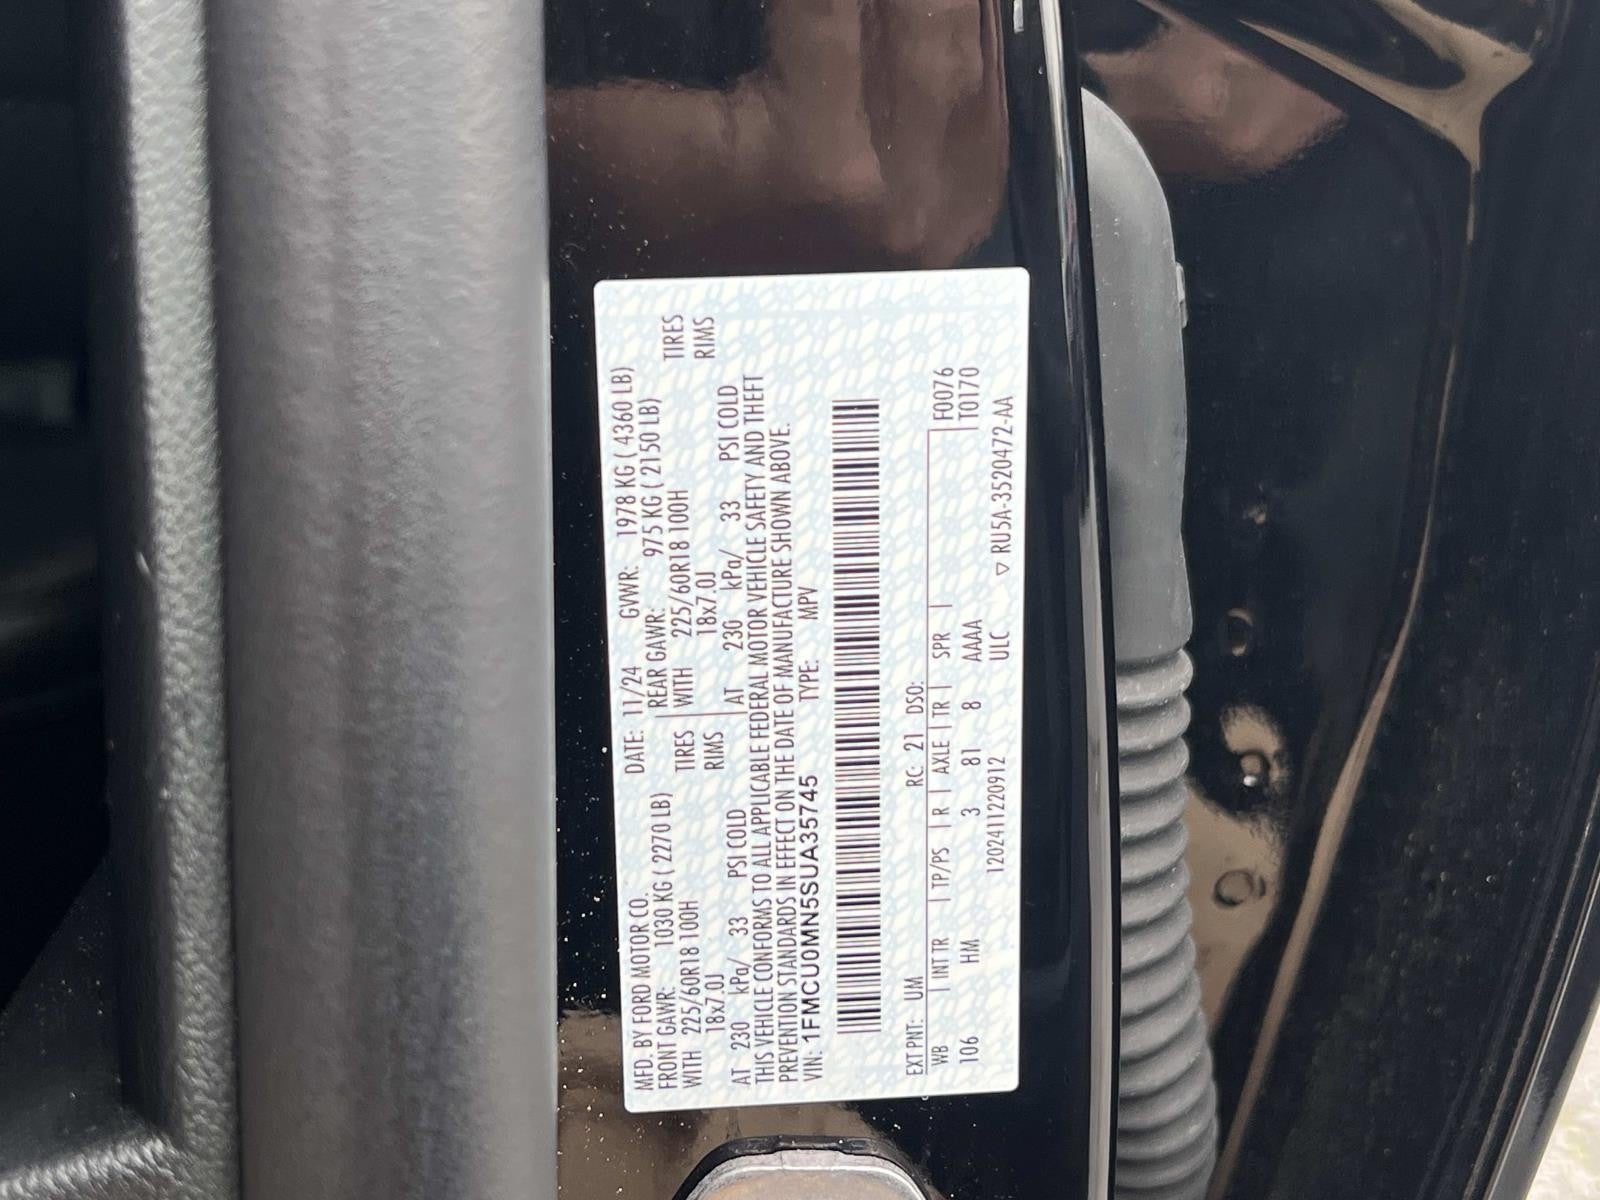 MFD. BY FORD MOTOR CO. DATE: 11/24 GVWR: 1978 KG ( 4360 LB)
FRONT GAWR: 1030 KG ( 2270 LB) REAR GAWR: 975 KG ( 2150 LB)
WITH 225/60R18 100H TIRES WITH 225/60R18 100H TIRES
18x7.0J RIMS 18x7.0J RIMS
AT 230 kPa/ 33 PSI COLD AT 230 kPa/ 33 PSI COLD
THIS VEHICLE CONFORMS TO ALL APPLICABLE FEDERAL MOTOR VEHICLE SAFETY AND THEFT
PREVENTION STANDARDS IN EFFECT ON THE DATE OF MANUFACTURE SHOWN ABOVE.
VIN: 1FMCU0MN5SUA35745 TYPE: MPV
EXT PNT: UM RC: 21 DSO: F0076
WB INT TR TP/PS R AXLE TR SPR T0170
106 HM 3 81 8 AAAA
120241220912 ULC ▽ RU5A-3520472-AA